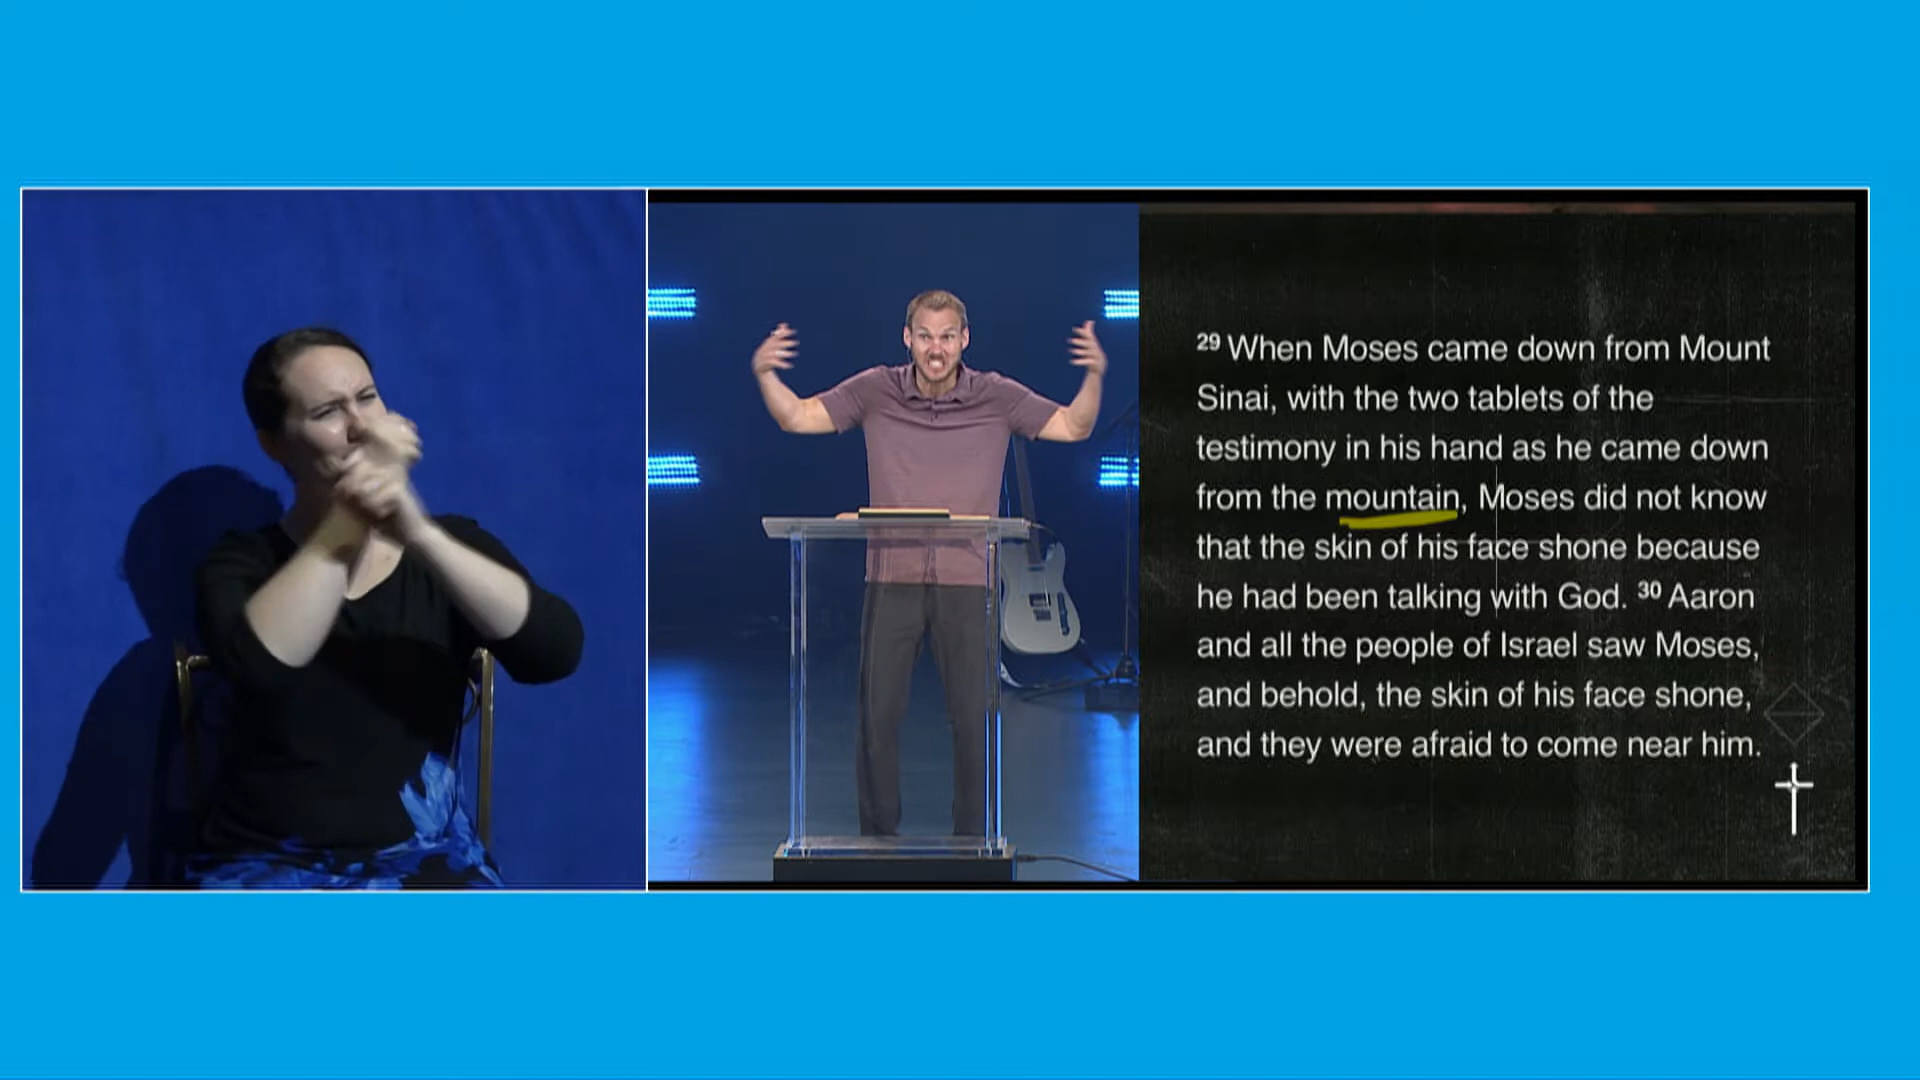 29 When Moses came down from Mount
Sinai, with the two tablets of the
testimony in his hand as he came down
from the mountain, Moses did not know
that the skin of his face shone because
he had been talking with God. 30 Aaron
and all the people of Israel saw Moses,
and behold, the skin of his face shone,
and they were afraid to come near him.